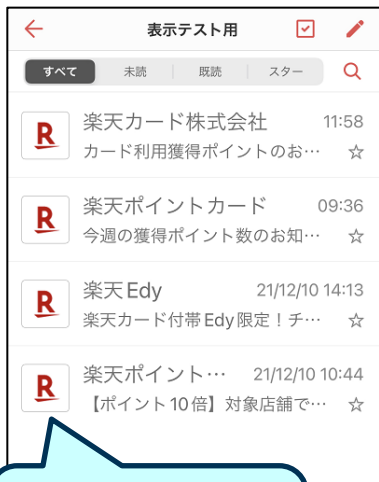 表示テスト用
すべて 未読 既読 スター
R 楽天カード株式会社 11:58
カード利用獲得ポイントのお…
R 楽天ポイントカード 09:36
今週の獲得ポイント数のお知…
R 楽天Edy 21/12/10 14:13
楽天カード付帯Edy限定！チ…
R 楽天ポイント… 21/12/10 10:44
【ポイント10倍】対象店舗で…